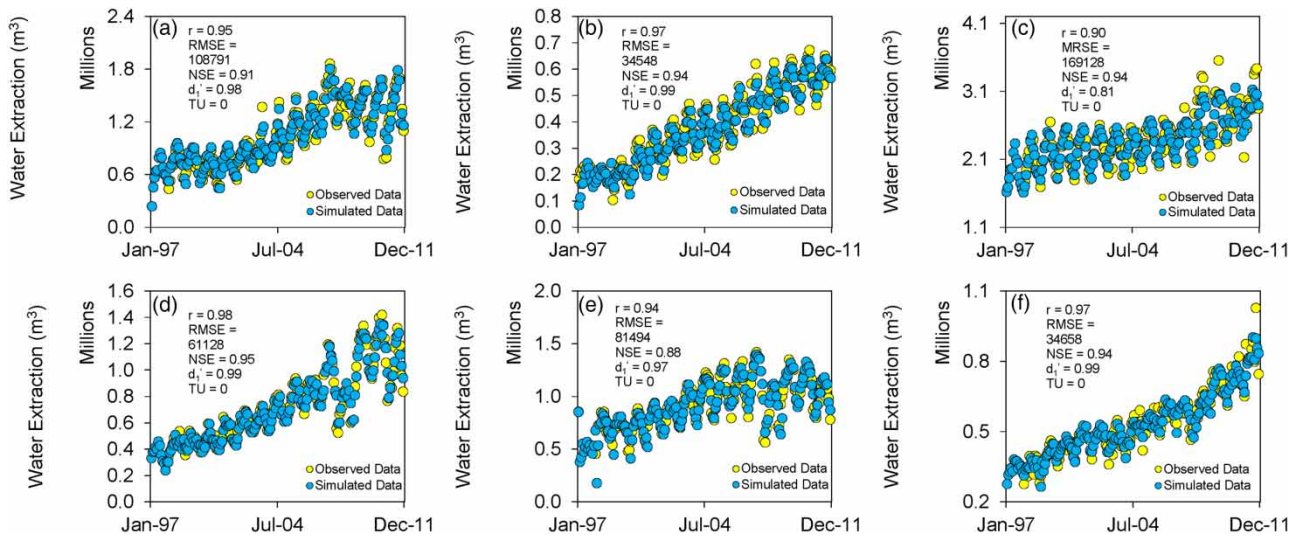 Water Extraction (m³)
Millions
2.4
1.8
1.2
0.6
0.0
(a)
r = 0.95
RMSE =
108791
NSE = 0.91
d₁' = 0.98
TU = 0
Observed Data
Simulated Data
Jan-97
Jul-04
Dec-11
Water Extraction (m³)
Millions
0.8
0.7
0.6
0.5
0.4
0.3
0.2
0.1
0.0
(b)
r = 0.97
RMSE =
34548
NSE = 0.94
d₁' = 0.99
TU = 0
Observed Data
Simulated Data
Jan-97
Jul-04
Dec-11
Water Extraction (m³)
Millions
4.1
3.1
2.1
1.1
(c)
r = 0.90
MRSE =
169128
NSE = 0.94
d₁' = 0.81
TU = 0
Observed Data
Simulated Data
Jan-97
Jul-04
Dec-11
Water Extraction (m³)
Millions
1.6
1.4
1.2
1.0
0.8
0.6
0.4
0.2
0.0
(d)
r = 0.98
RMSE =
61128
NSE = 0.95
d₁' = 0.99
TU = 0
Observed Data
Simulated Data
Jan-97
Jul-04
Dec-11
Water Extraction (m³)
Millions
2.0
1.5
1.0
0.5
0.0
(e)
r = 0.94
RMSE =
81494
NSE = 0.88
d₁' = 0.97
TU = 0
Observed Data
Simulated Data
Jan-97
Jul-04
Dec-11
Water Extraction (m³)
Millions
1.1
0.8
0.5
0.2
(f)
r = 0.97
RMSE =
34658
NSE = 0.94
d₁' = 0.99
TU = 0
Observed Data
Simulated Data
Jan-97
Jul-04
Dec-11